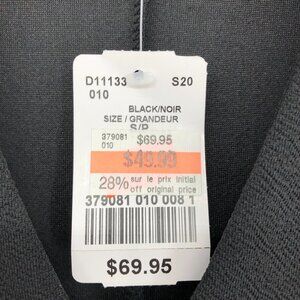 D11133 S20
010
BLACK/NOIR
SIZE / GRANDEUR
S/P
379081 $69.95
010
$49.99
28% sur le prix initial
off original price
379081 010 008 1
$69.95